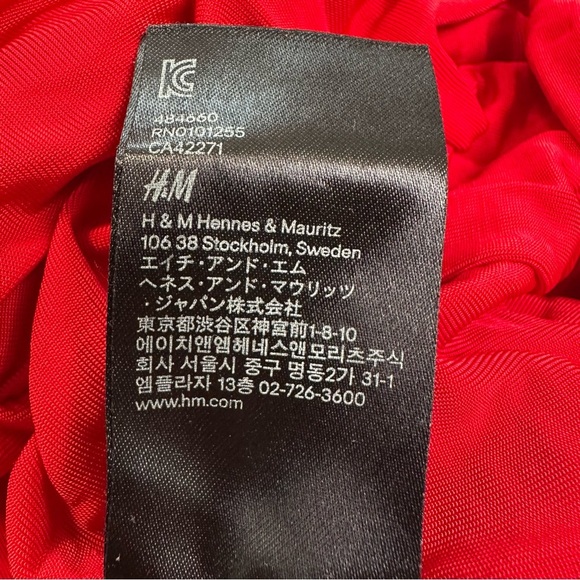 KC
484660
RN0101255
CA42271
H&M
H & M Hennes & Mauritz
106 38 Stockholm, Sweden
エイチ・アンド・エム
ヘネス・アンド・マウリッツ
・ジャパン株式会社
東京都渋谷区神宮前1-8-10
에이치앤엠헤네스앤모리츠주식
회사 서울시 중구 명동2가 31-1
엠플라자 13층 02-726-3600
www.hm.com